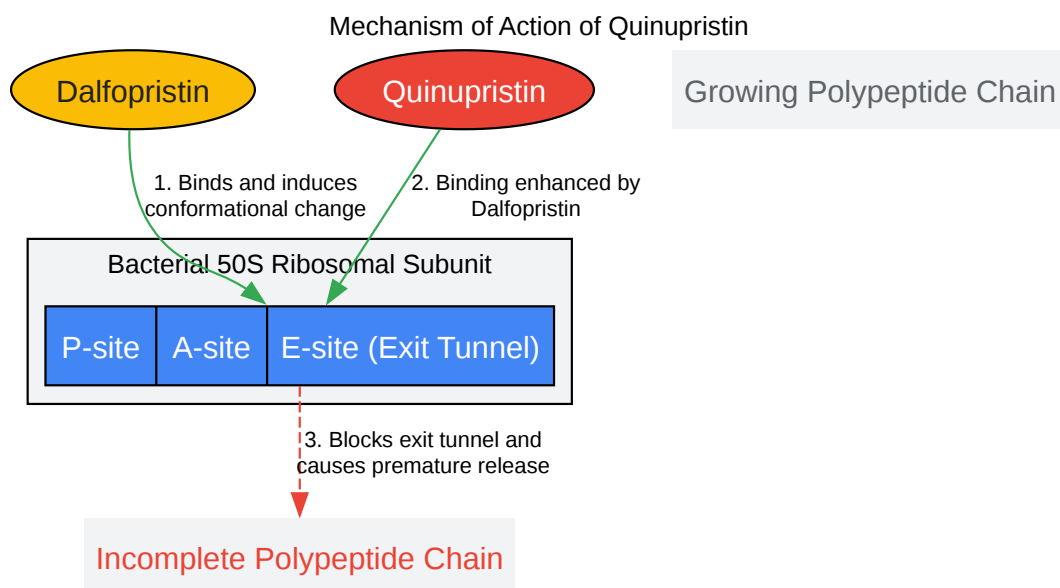 Mechanism of Action of Quinupristin
Dalfopristin
Quinupristin
Growing Polypeptide Chain
1. Binds and induces
conformational change
2. Binding enhanced by
Dalfopristin
Bacterial 50S Ribosomal Subunit
P-site
A-site
E-site (Exit Tunnel)
3. Blocks exit tunnel and
causes premature release
Incomplete Polypeptide Chain